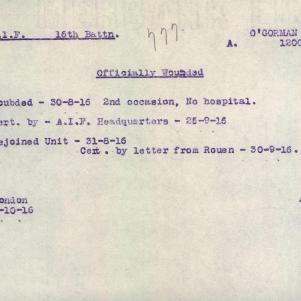 .I.F. 16th Battn. 777 O'GORMAN
A. 1200
Officially Wounded
oubded - 30-8-16 2nd occasion, No hospital.
ert. by - A.I.F. Headquarters - 25-9-16
ejoined Unit - 31-8-16
Cert. by letter from Rouen - 30-9-16.
ondon
-10-16